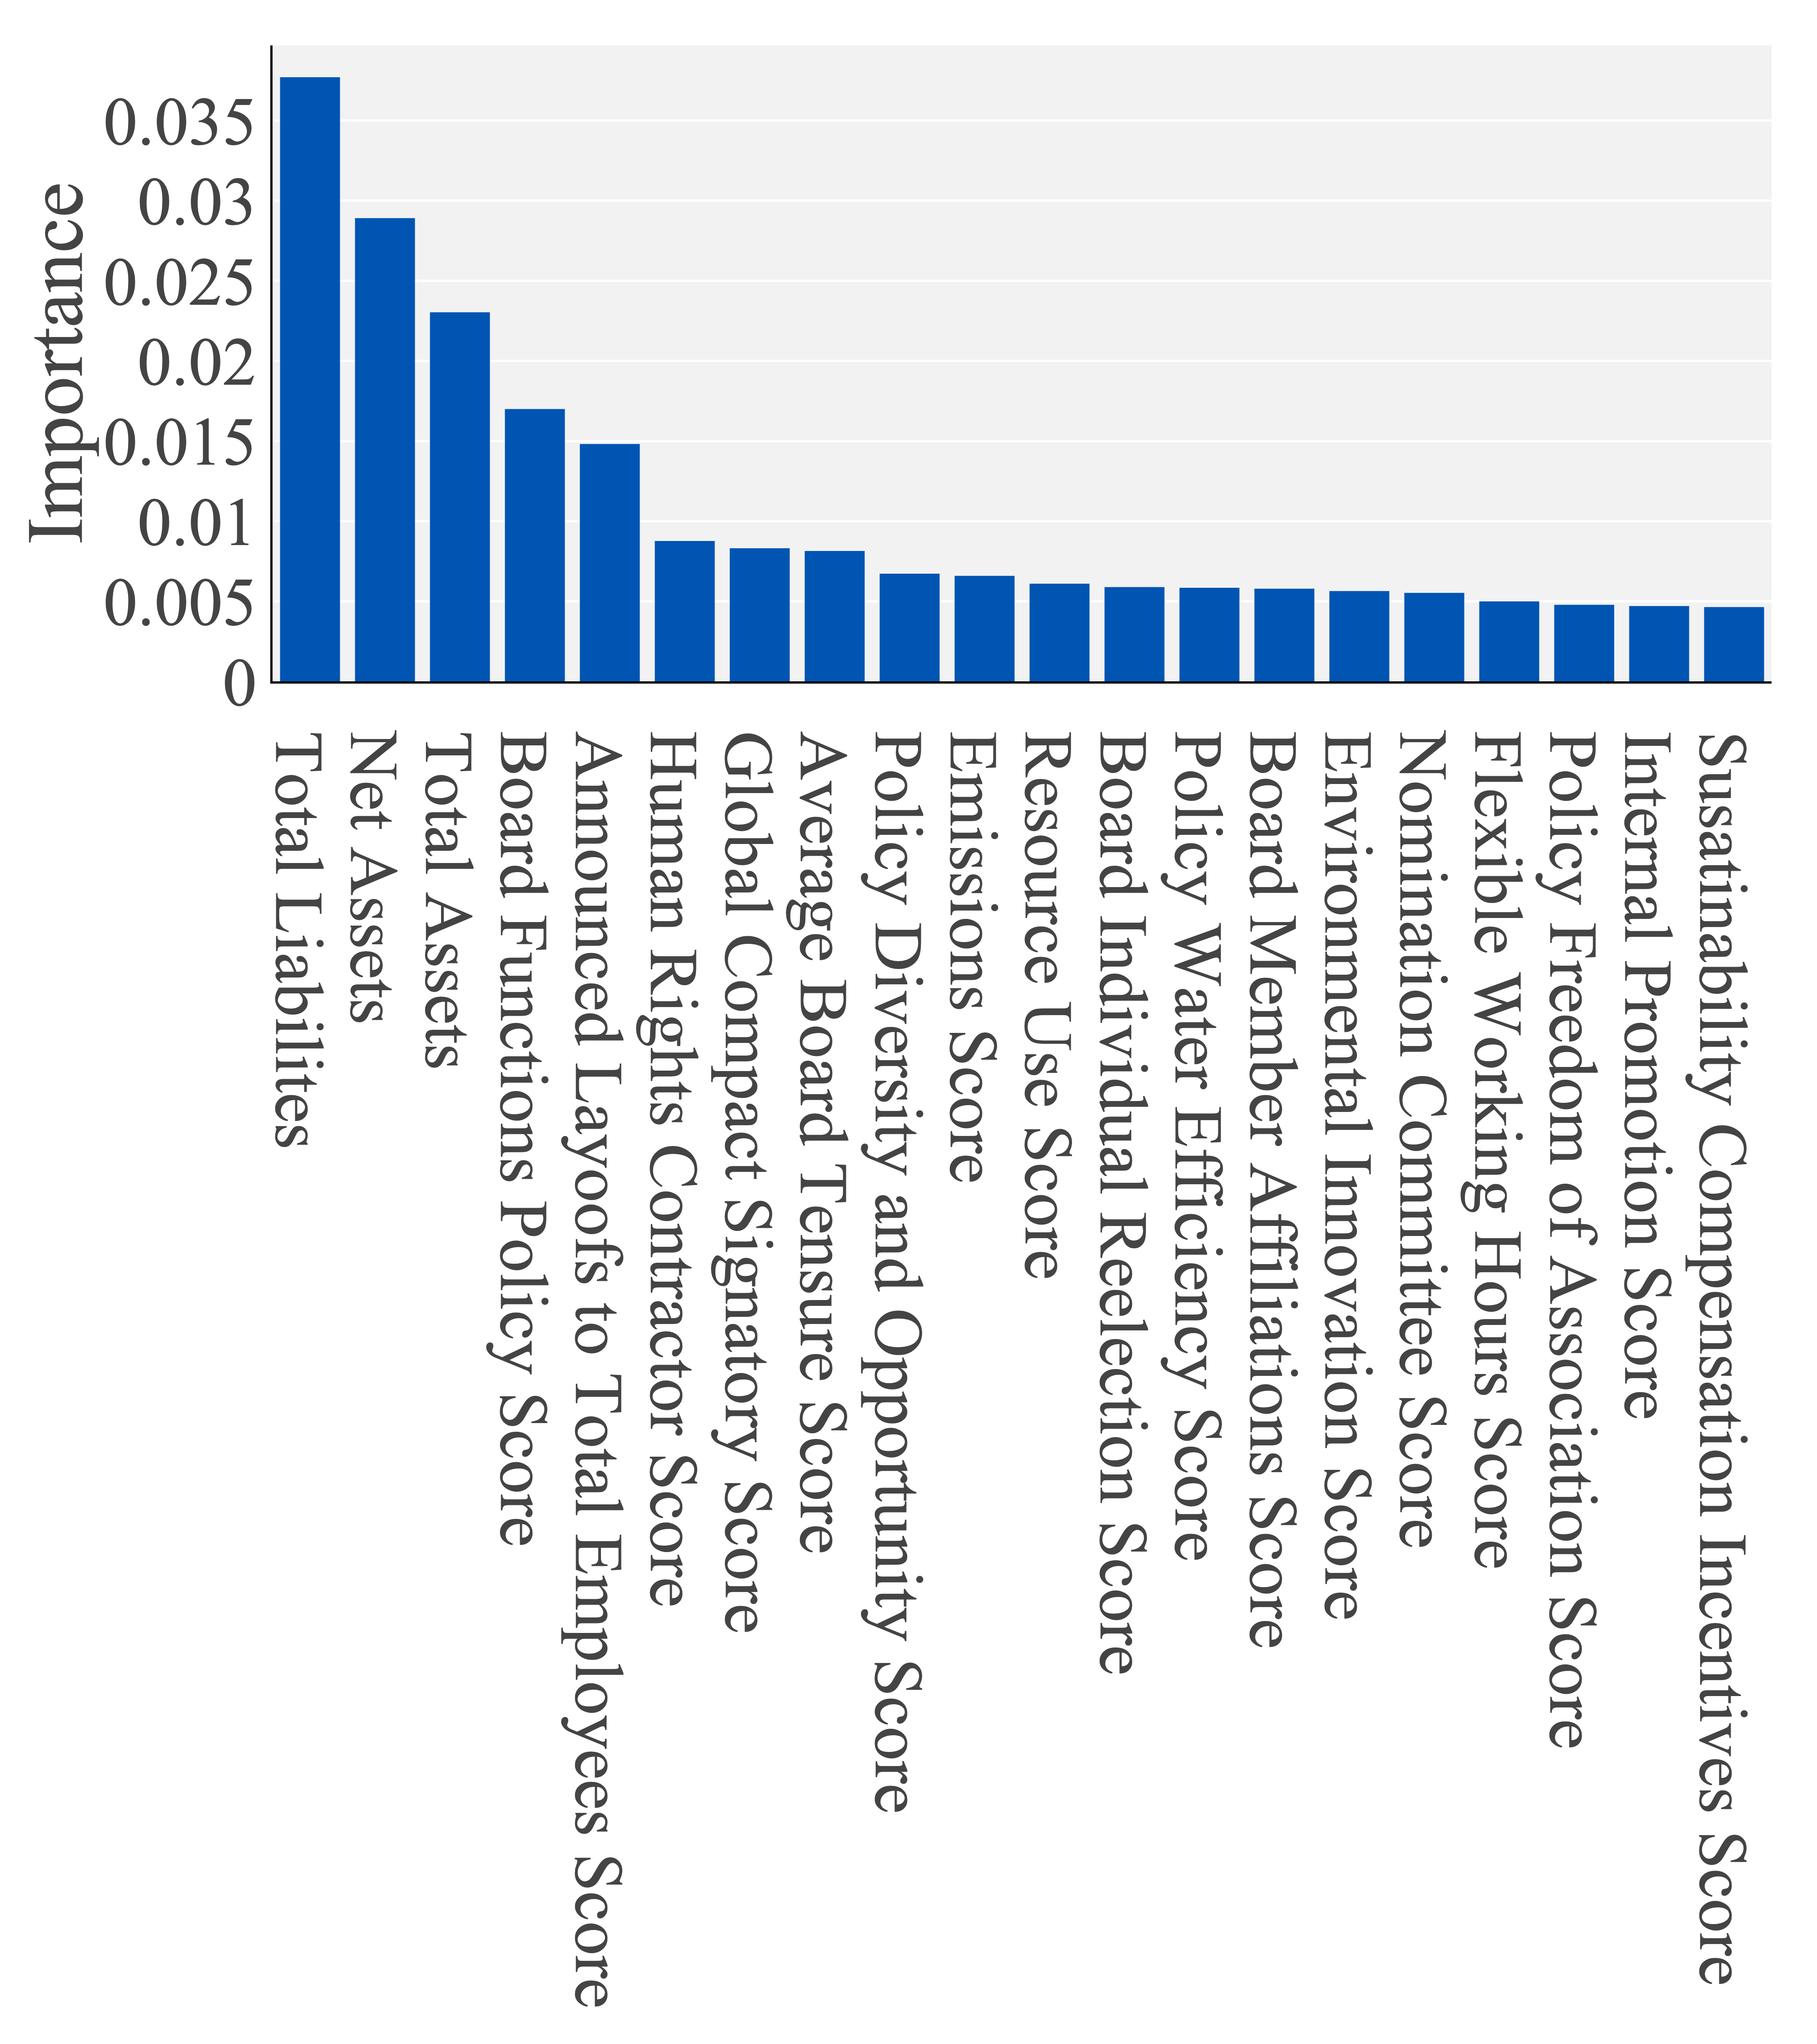 Importance
0.035
0.03
0.025
0.02
0.015
0.01
0.005
0
Total Liabilites
Net Assets
Total Assets
Board Functions Policy Score
Announced Layoofs to Total Employees Score
Human Rights Contractor Score
Global Compact Signatory Score
Average Board Tensure Score
Policy Diversity and Opportunity Score
Emissions Score
Resource Use Score
Board Individual Reelection Score
Policy Water Efficiency Score
Board Member Affiliations Score
Environmental Innovation Score
Nomination Committee Score
Flexible Working Hours Score
Policy Freedom of Association Score
Internal Promotion Score
Susatinability Compensation Incentives Score